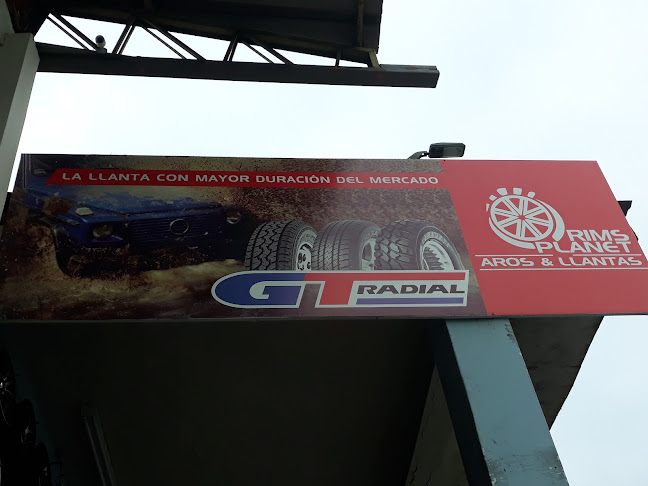 LA LLANTA CON MAYOR DURACIÓN DEL MERCADO
GT RADIAL
RIMS
PLANET
AROS & LLANTAS